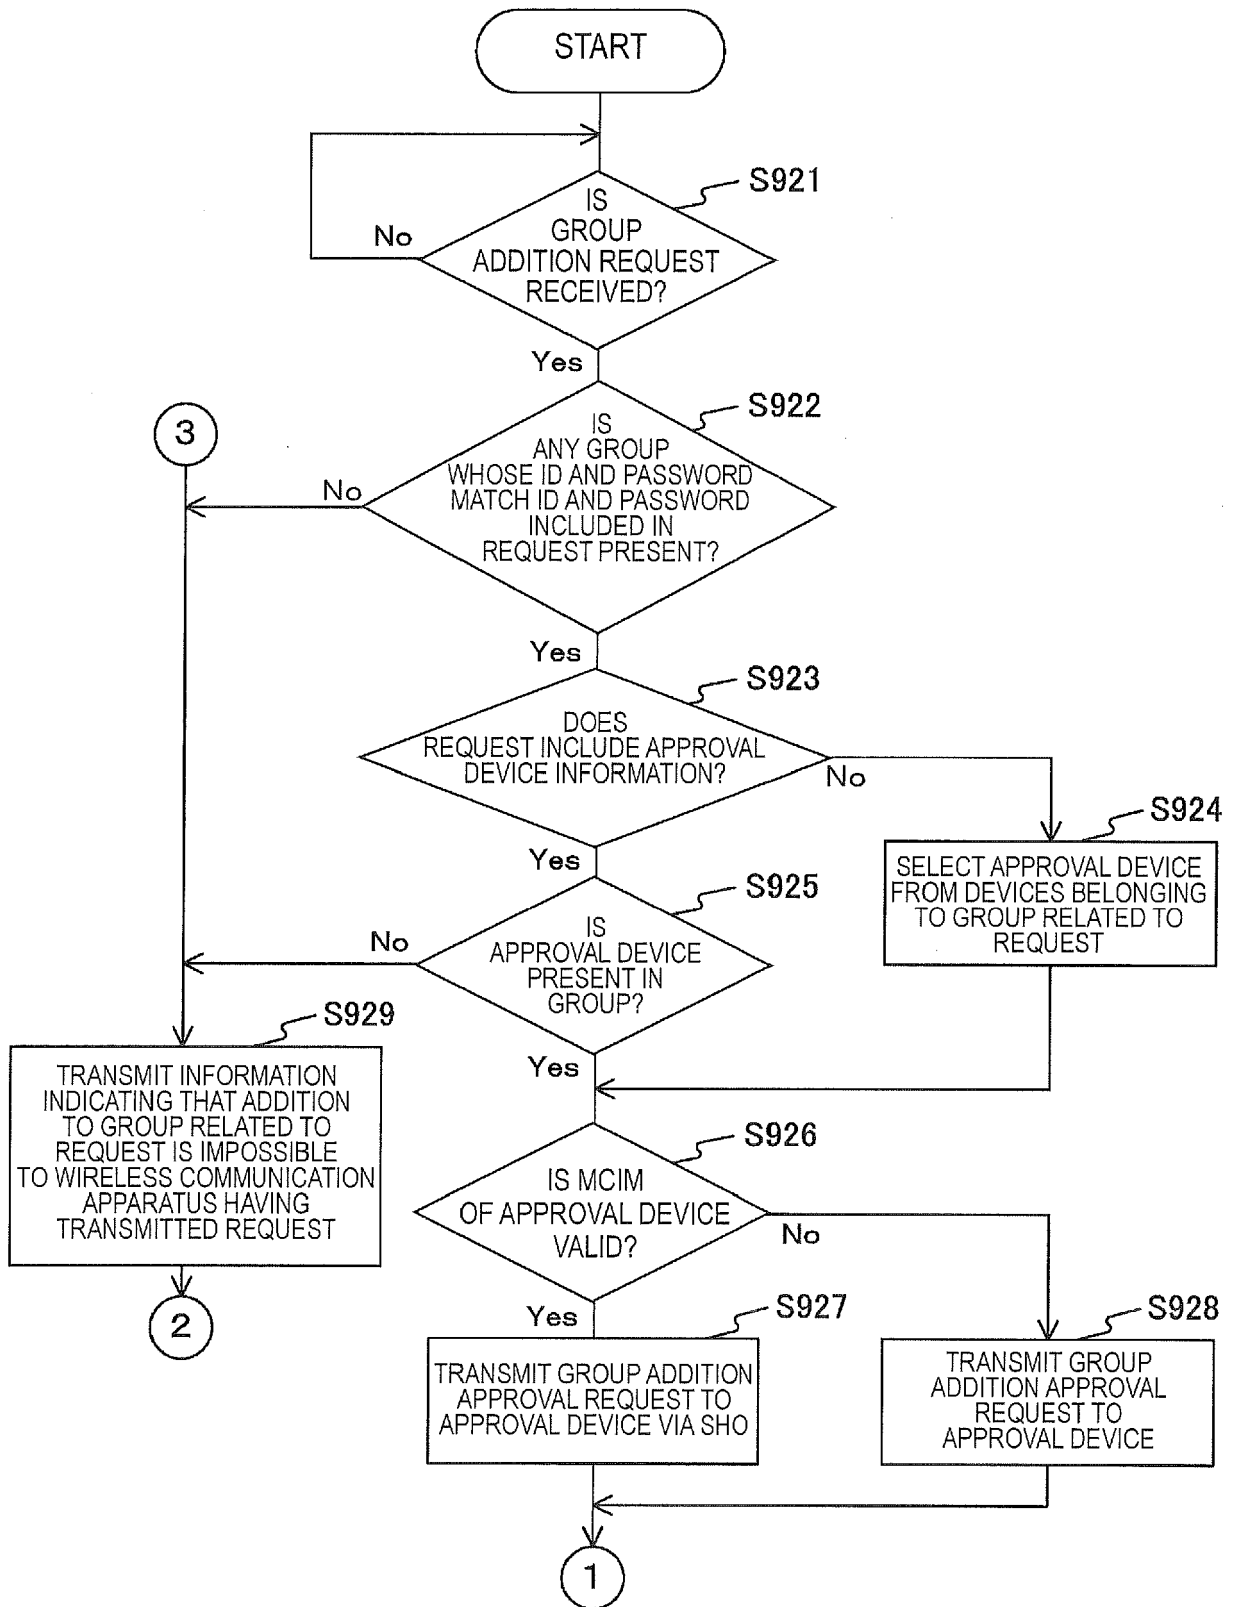 START
S921
IS
GROUP
ADDITION REQUEST
RECEIVED?
No
Yes
S922
3
IS
ANY GROUP
WHOSE ID AND PASSWORD
MATCH ID AND PASSWORD
INCLUDED IN
REQUEST PRESENT?
No
Yes
S923
DOES
REQUEST INCLUDE APPROVAL
DEVICE INFORMATION?
No
Yes
S924
SELECT APPROVAL DEVICE
FROM DEVICES BELONGING
TO GROUP RELATED TO
REQUEST
S925
IS
APPROVAL DEVICE
PRESENT IN
GROUP?
No
Yes
S929
TRANSMIT INFORMATION
INDICATING THAT ADDITION
TO GROUP RELATED TO
REQUEST IS IMPOSSIBLE
TO WIRELESS COMMUNICATION
APPARATUS HAVING
TRANSMITTED REQUEST
2
S926
IS MCIM
OF APPROVAL DEVICE
VALID?
No
Yes
S927
TRANSMIT GROUP ADDITION
APPROVAL REQUEST TO
APPROVAL DEVICE VIA SHO
S928
TRANSMIT GROUP
ADDITION APPROVAL
REQUEST TO
APPROVAL DEVICE
1